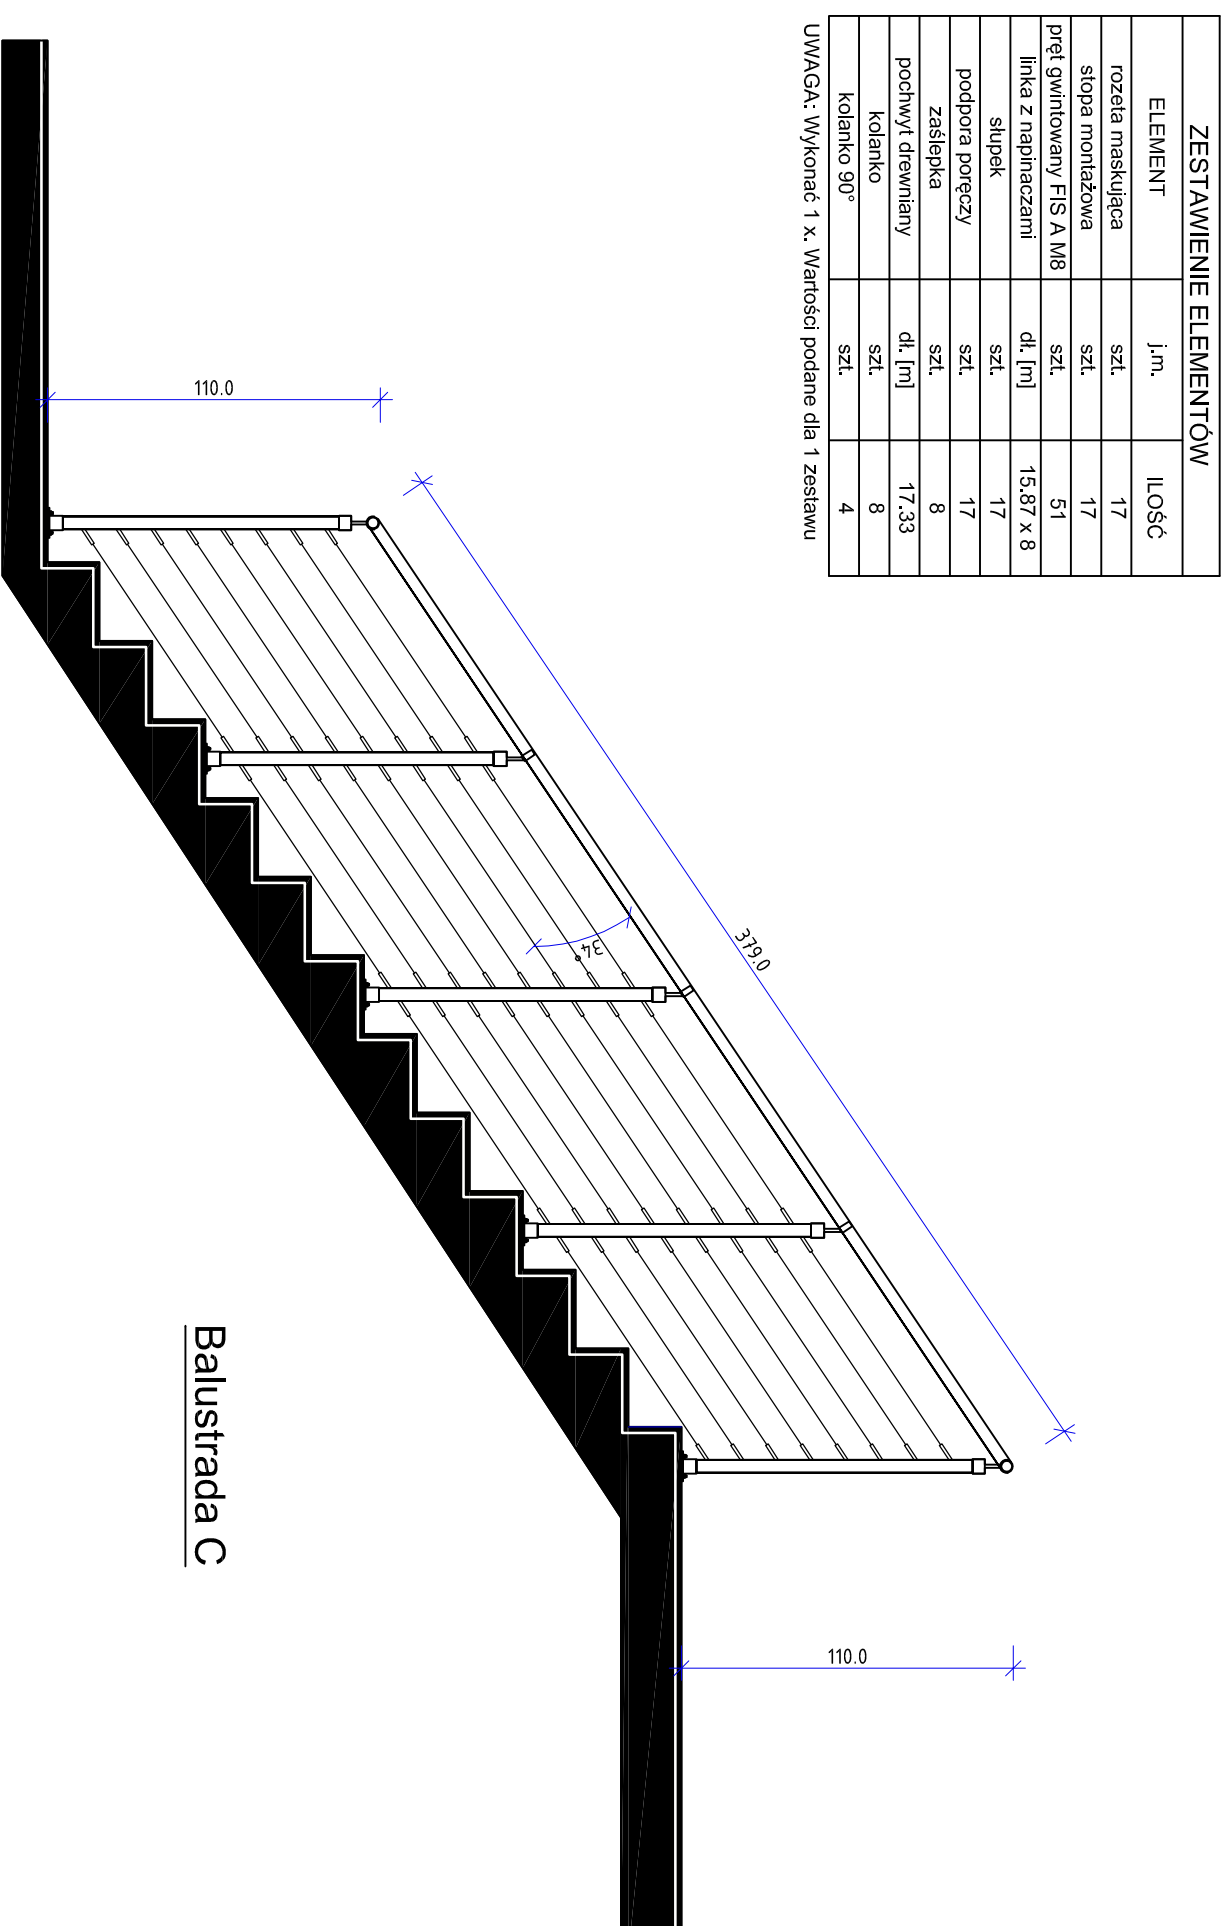 ZESTAWIENIE ELEMENTÓW
ELEMENT j.m. ILOŚĆ
rozeta maskująca szt. 17
stopa montażowa szt. 17
pręt gwintowany FIS A M8 szt. 51
linka z napinaczami dł. [m] 15.87 x 8
słupek szt. 17
podpora poręczy szt. 17
zaślepka szt. 8
pochwyt drewniany dł. [m] 17.33
kolanko szt. 8
kolanko 90° szt. 4
UWAGA: Wykonać 1 x. Wartości podane dla 1 zestawu
110.0
379.0
34°
110.0
Balustrada C